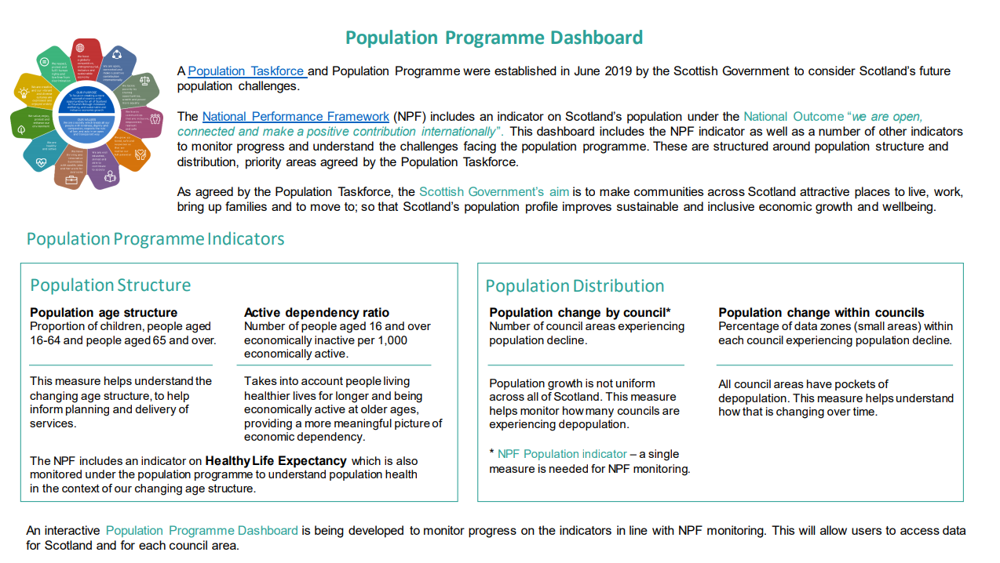 Population Programme Dashboard
A Population Taskforce and Population Programme were established in June 2019 by the Scottish Government to consider Scotland's future
population challenges.
The National Performance Framework (NPF) includes an indicator on Scotland's population under the National Outcome "we are open,
connected and make a positive contribution internationally". This dashboard includes the NPF indicator as well as a number of other indicators
to monitor progress and understand the challenges facing the population programme. These are structured around population structure and
distribution, priority areas agreed by the Population Taskforce.
As agreed by the Population Taskforce, the Scottish Government's aim is to make communities across Scotland attractive places to live, work,
bring up families and to move to; so that Scotland's population profile improves sustainable and inclusive economic growth and wellbeing.
OUR PURPOSE
OUR VALUES
Population Programme Indicators
Population Structure
Population age structure
Proportion of children, people aged
16-64 and people aged 65 and over.
This measure helps understand the
changing age structure, to help
inform planning and delivery of
services.
Active dependency ratio
Number of people aged 16 and over
economically inactive per 1,000
economically active.
Takes into account people living
healthier lives for longer and being
economically active at older ages,
providing a more meaningful picture of
economic dependency.
The NPF includes an indicator on Healthy Life Expectancy which is also
monitored under the population programme to understand population health
in the context of our changing age structure.
Population Distribution
Population change by council*
Number of council areas experiencing
population decline.
Population growth is not uniform
across all of Scotland. This measure
helps monitor how many councils are
experiencing depopulation.
* NPF Population indicator – a single
measure is needed for NPF monitoring.
Population change within councils
Percentage of data zones (small areas) within
each council experiencing population decline.
All council areas have pockets of
depopulation. This measure helps understand
how that is changing over time.
An interactive Population Programme Dashboard is being developed to monitor progress on the indicators in line with NPF monitoring. This will allow users to access data
for Scotland and for each council area.